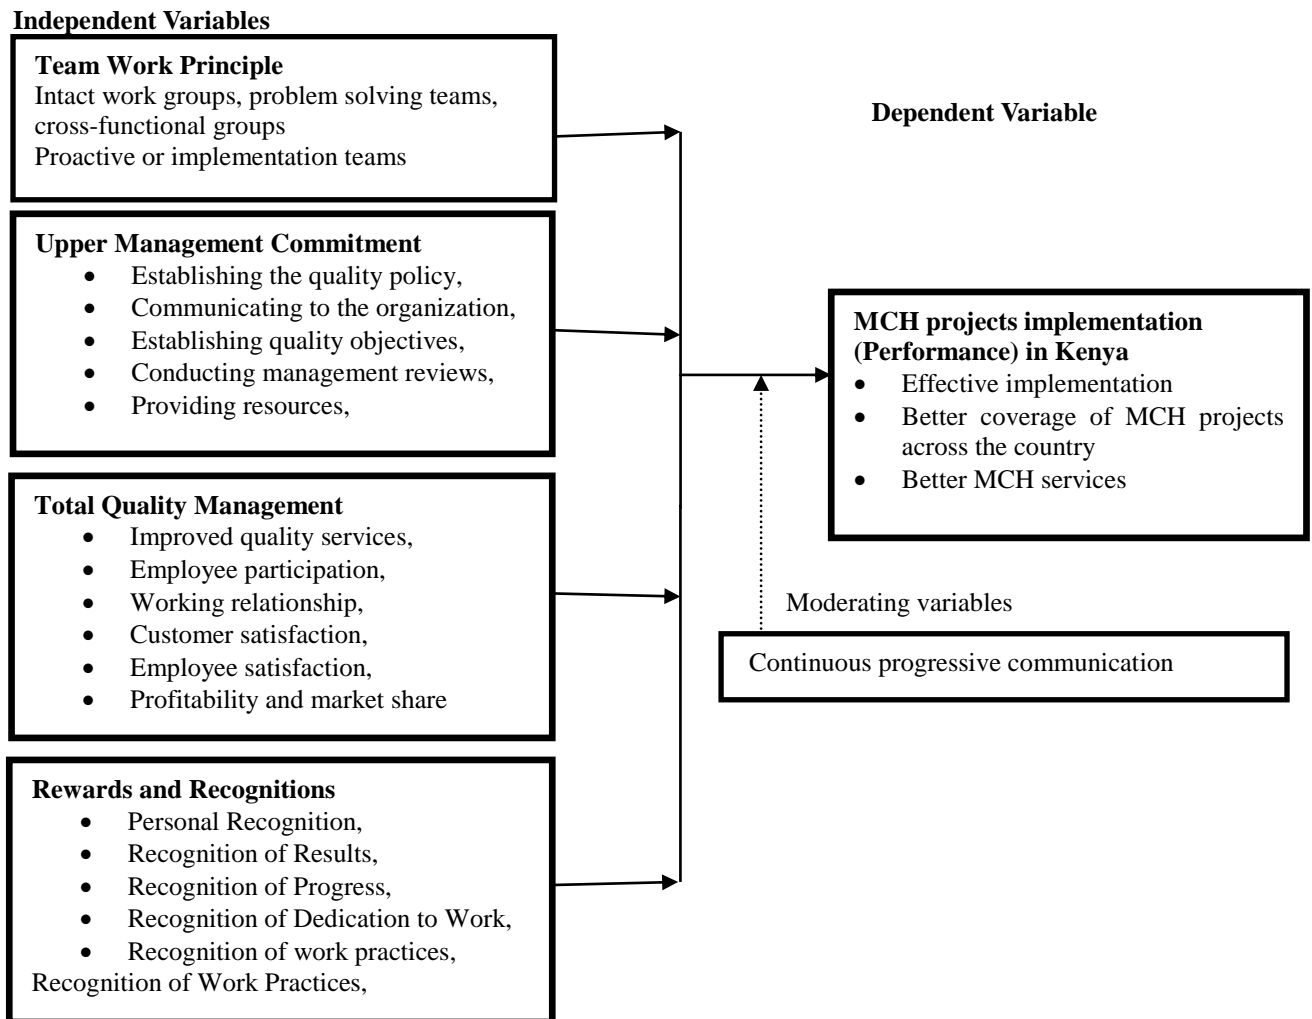 Independent Variables
Team Work Principle
Intact work groups, problem solving teams,
cross-functional groups
Proactive or implementation teams
Upper Management Commitment
• Establishing the quality policy,
• Communicating to the organization,
• Establishing quality objectives,
• Conducting management reviews,
• Providing resources,
Total Quality Management
• Improved quality services,
• Employee participation,
• Working relationship,
• Customer satisfaction,
• Employee satisfaction,
• Profitability and market share
Rewards and Recognitions
• Personal Recognition,
• Recognition of Results,
• Recognition of Progress,
• Recognition of Dedication to Work,
• Recognition of work practices,
Recognition of Work Practices,
Dependent Variable
MCH projects implementation
(Performance) in Kenya
• Effective implementation
• Better coverage of MCH projects
across the country
• Better MCH services
Moderating variables
Continuous progressive communication